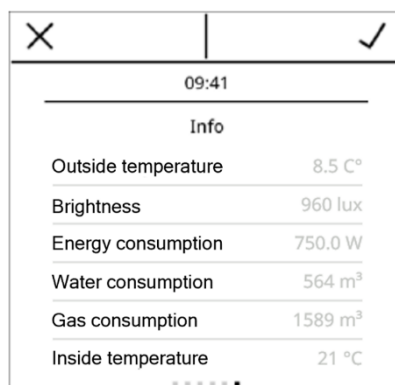 09:41
Info
Outside temperature 8.5 C°
Brightness 960 lux
Energy consumption 750.0 W
Water consumption 564 m³
Gas consumption 1589 m³
Inside temperature 21 °C